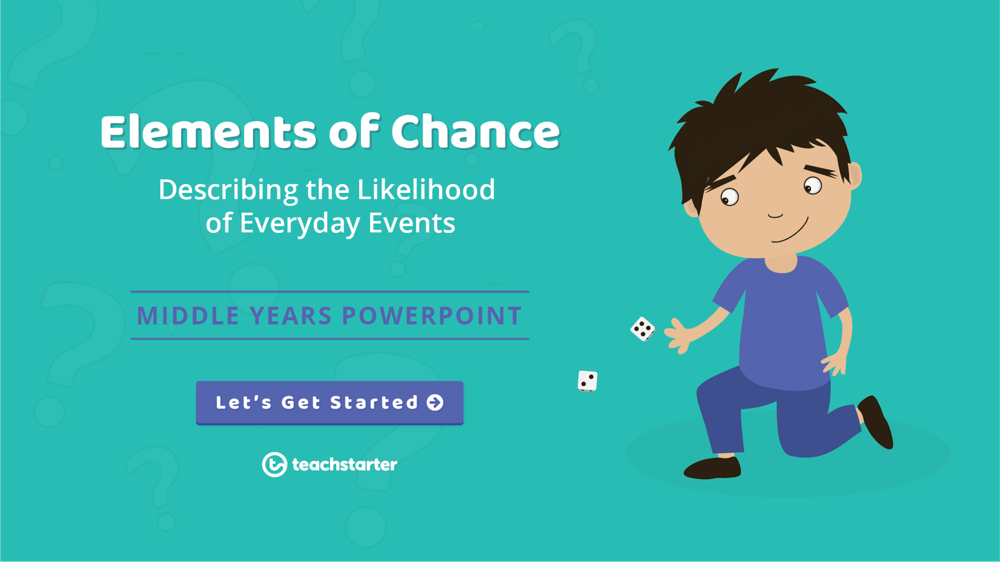 Elements of Chance
Describing the Likelihood
of Everyday Events
MIDDLE YEARS POWERPOINT
Let's Get Started
teachstarter